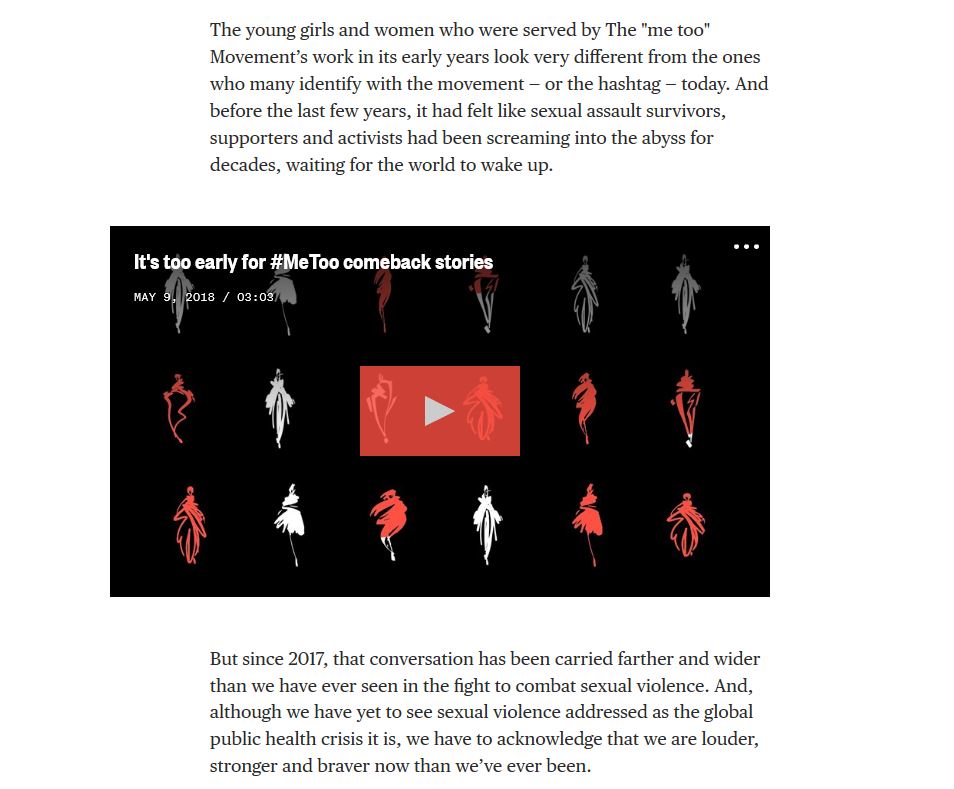 The young girls and women who were served by The "me too"
Movement’s work in its early years look very different from the ones
who many identify with the movement — or the hashtag — today. And
before the last few years, it had felt like sexual assault survivors,
supporters and activists had been screaming into the abyss for
decades, waiting for the world to wake up.
It's too early for #MeToo comeback stories
MAY 9, 2018 / 03:03
But since 2017, that conversation has been carried farther and wider
than we have ever seen in the fight to combat sexual violence. And,
although we have yet to see sexual violence addressed as the global
public health crisis it is, we have to acknowledge that we are louder,
stronger and braver now than we’ve ever been.